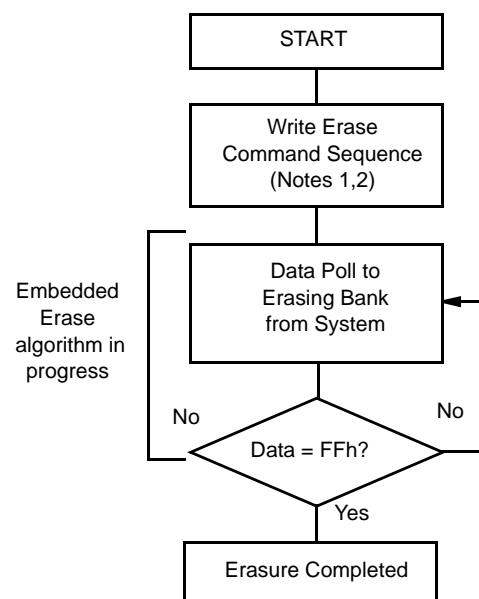 START
Write Erase
Command Sequence
(Notes 1,2)
Data Poll to
Erasing Bank
from System
Embedded
Erase
algorithm in
progress
No
No
Data = FFh?
Yes
Erasure Completed